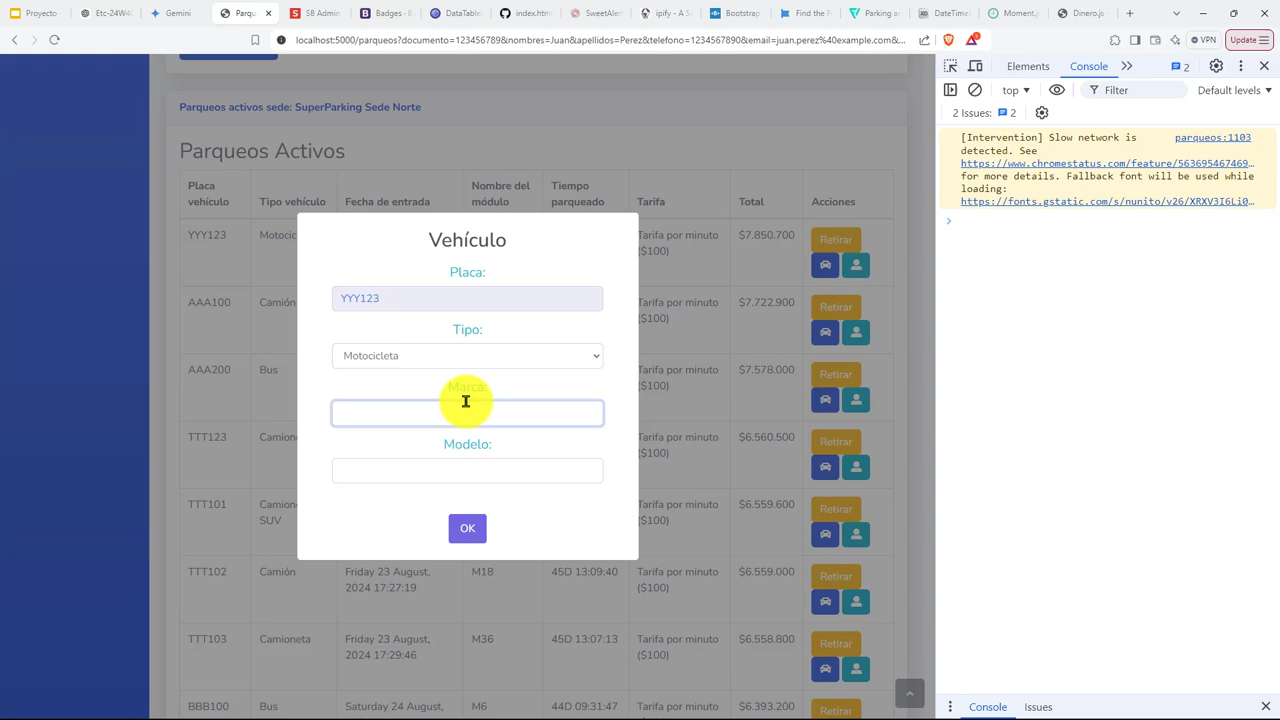 Proyecto -
Etc-24W4
Gemini
Parqu
SB Admin
Badges - B
DataTable
index.htm
SweetAler
ipify - A S
Bootstrap
Find the R
Parking ar
DateTime
Moment.js
Dinero.js -
localhost:5000/parqueos?documento=123456789&nombres=Juan&apellidos=Perez&telefono=1234567890&email=juan.perez%40example.com&...
VPN
Update
Elements
Console
2
top
Filter
Default levels
2 Issues:
2
[Intervention] Slow network is
parqueos:1103
detected. See
https://www.chromestatus.com/feature/563695467469…
for more details. Fallback font will be used while
loading:
https://fonts.gstatic.com/s/nunito/v26/XRXV3I6Li0…
Parqueos activos sede: SuperParking Sede Norte
Parqueos Activos
Placa vehículo
Tipo vehículo
Fecha de entrada
Nombre del módulo
Tiempo parqueado
Tarifa
Total
Acciones
YYY123
Motocic
Tarifa por minuto ($100)
$7.850.700
Retirar
AAA100
Camión
Tarifa por minuto ($100)
$7.722.900
Retirar
AAA200
Bus
Tarifa por minuto ($100)
$7.578.000
Retirar
TTT123
Camione
Tarifa por minuto ($100)
$6.560.500
Retirar
TTT101
Camion SUV
Tarifa por minuto ($100)
$6.559.600
Retirar
TTT102
Camión
Friday 23 August, 2024 17:27:19
M18
45D 13:09:40
Tarifa por minuto ($100)
$6.559.000
Retirar
TTT103
Camioneta
Friday 23 August, 2024 17:29:46
M36
45D 13:07:13
Tarifa por minuto ($100)
$6.558.800
Retirar
BBB100
Bus
Saturday 24 August,
M6
44D 09:31:47
Tarifa por minuto
$6.393.200
Retirar
Vehículo
Placa:
YYY123
Tipo:
Motocicleta
Marca:
Modelo:
OK
Console
Issues